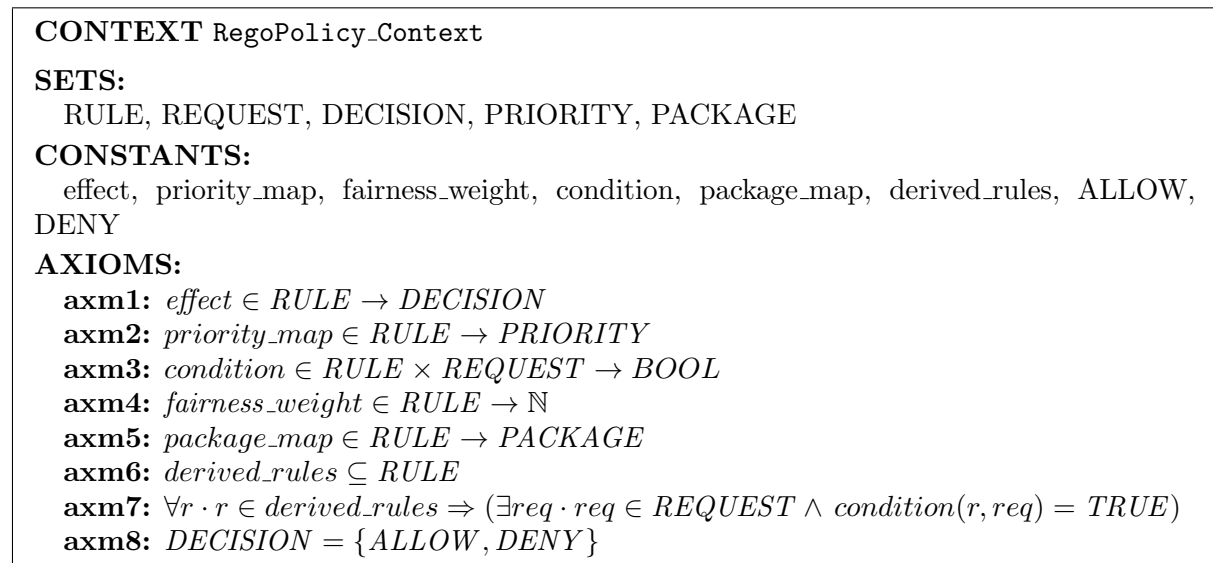 CONTEXT RegoPolicy_Context
SETS:
RULE, REQUEST, DECISION, PRIORITY, PACKAGE
CONSTANTS:
effect, priority_map, fairness_weight, condition, package_map, derived_rules, ALLOW,
DENY
AXIOMS:
axm1: effect ∈ RULE → DECISION
axm2: priority_map ∈ RULE → PRIORITY
axm3: condition ∈ RULE × REQUEST → BOOL
axm4: fairness_weight ∈ RULE → ℕ
axm5: package_map ∈ RULE → PACKAGE
axm6: derived_rules ⊆ RULE
axm7: ∀r · r ∈ derived_rules ⇒ (∃req · req ∈ REQUEST ∧ condition(r, req) = TRUE)
axm8: DECISION = {ALLOW, DENY}